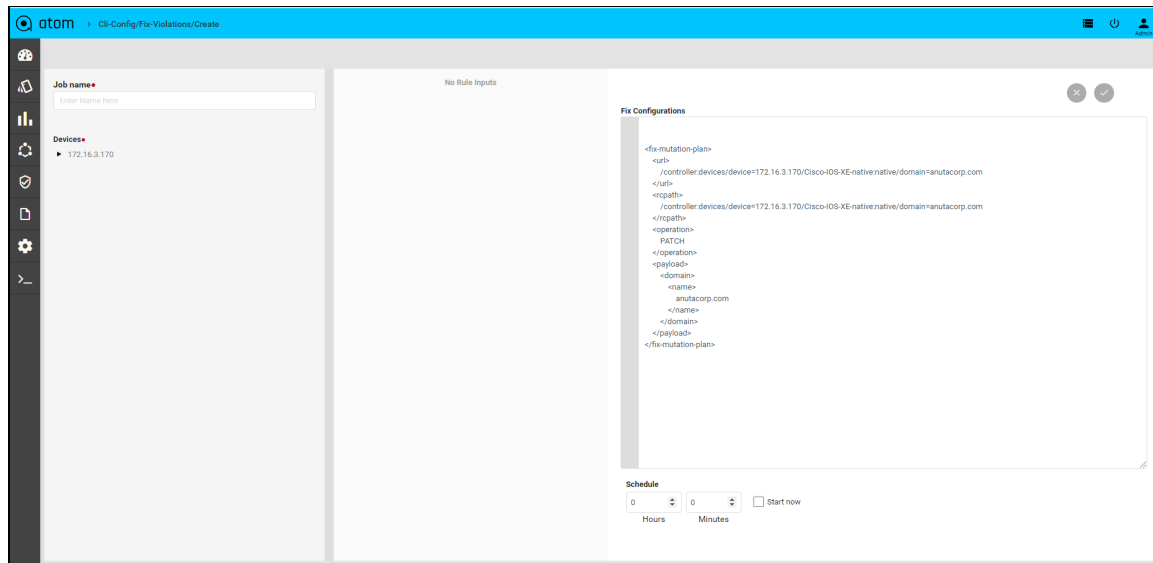 atom › Cli-Config/Fix-Violations/Create
Admin
Job name
Enter Name here
Devices
172.16.3.170
No Rule Inputs
Fix Configurations
<fix-mutation-plan>
<url>
/controller:devices/device=172.16.3.170/Cisco-IOS-XE-native:native/domain=anutacorp.com
</url>
<rcpath>
/controller:devices/device=172.16.3.170/Cisco-IOS-XE-native:native/domain=anutacorp.com
</rcpath>
<operation>
PATCH
</operation>
<payload>
<domain>
<name>
anutacorp.com
</name>
</domain>
</payload>
</fix-mutation-plan>
Schedule
0 0 Start now
Hours Minutes